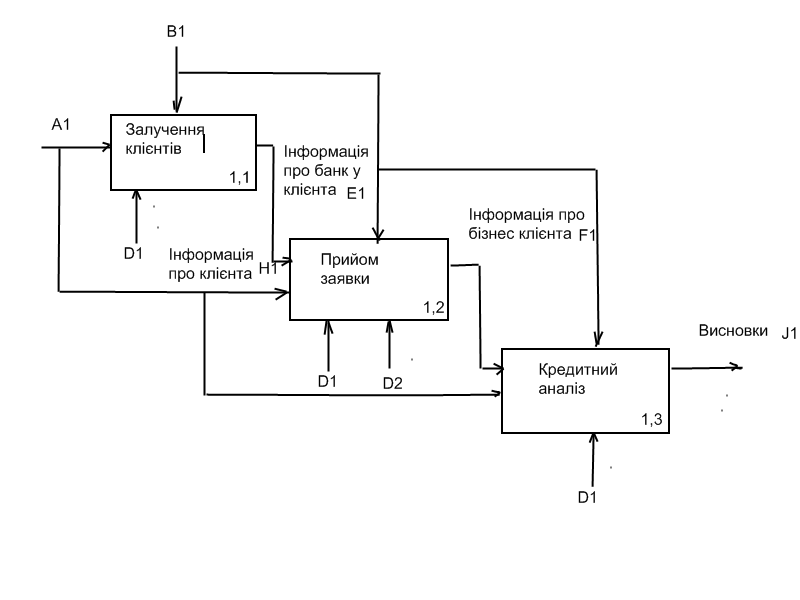 B1
A1
Залучення
клієнтів
1,1
Інформація
про банк у
клієнта E1
D1
Інформація
про клієнта H1
Прийом
заявки
1,2
Інформація про
бізнес клієнта F1
D1
D2
Кредитний
аналіз
1,3
Висновки J1
D1